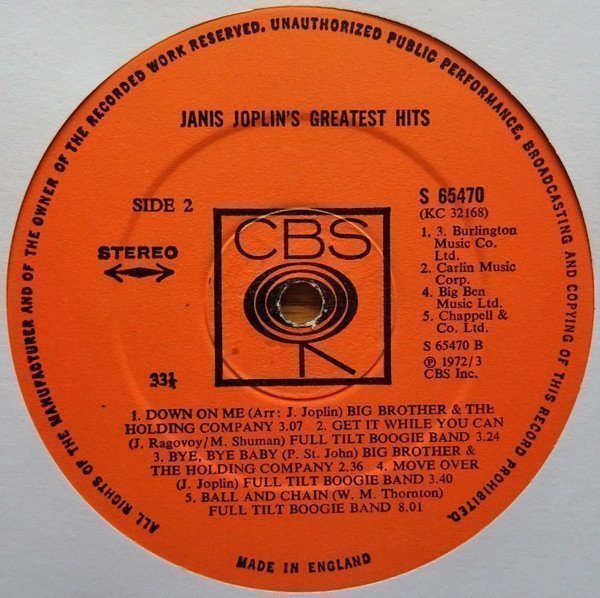 ALL RIGHTS OF THE MANUFACTURER AND OF THE OWNER OF THE RECORDED WORK RESERVED. UNAUTHORIZED PUBLIC PERFORMANCE, BROADCASTING AND COPYING OF THIS RECORD PROHIBITED.
JANIS JOPLIN'S GREATEST HITS
SIDE 2
STEREO
33⅓
CBS
S 65470
(KC 32168)
1, 3. Burlington
Music Co.
Ltd.
2. Carlin Music
Corp.
4. Big Ben
Music Ltd.
5. Chappell &
Co. Ltd.
S 65470 B
℗ 1972/3
CBS Inc.
1. DOWN ON ME (Arr: J. Joplin) BIG BROTHER & THE
HOLDING COMPANY 3.07 2. GET IT WHILE YOU CAN
(J. Ragovoy/M. Shuman) FULL TILT BOOGIE BAND 3.24
3. BYE, BYE BABY (P. St. John) BIG BROTHER &
THE HOLDING COMPANY 2.36 4. MOVE OVER
(J. Joplin) FULL TILT BOOGIE BAND 3.40
5. BALL AND CHAIN (W. M. Thornton)
FULL TILT BOOGIE BAND 8.01
MADE IN ENGLAND